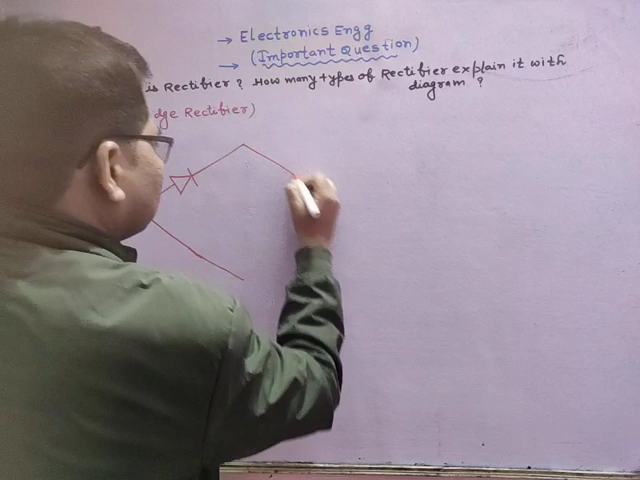 → Electronics Engg
→ (Important Question)
is Rectifier? How many types of Rectifier explain it with
diagram?
dge Rectifier)